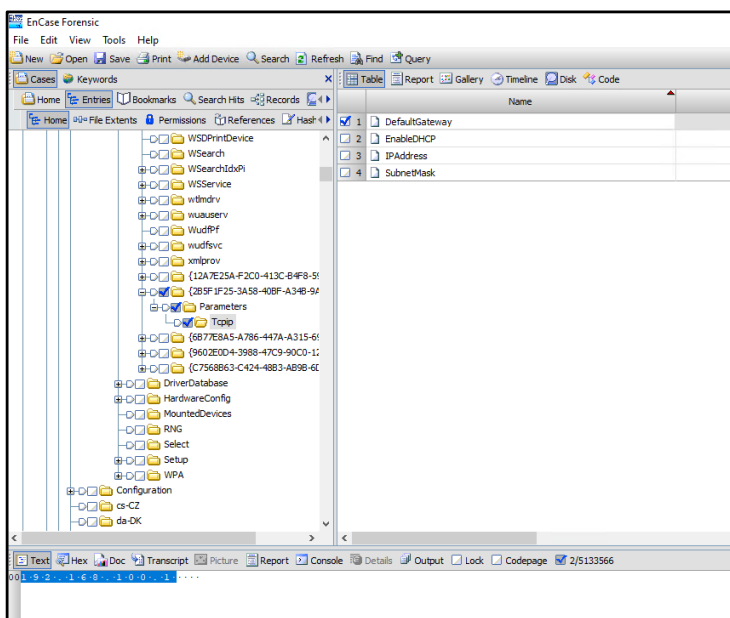 EnCase Forensic
File Edit View Tools Help
New Open Save Print Add Device Search Refresh Find Query
Cases Keywords
Home Entries Bookmarks Search Hits Records
Home File Extents Permissions References Hash
WSDPrintDevice
WSearch
WSearchIdxPi
WSService
wtlmdrv
wuauserv
WudfPf
wudfsvc
xmlprov
{12A7E25A-F2C0-413C-B4F8-59
{2B5F1F25-3A58-40BF-A34B-9A
Parameters
Tcpip
{6B77E8A5-A786-447A-A315-69
{9602E0D4-3988-47C9-90C0-12
{C7568B63-C424-48B3-AB9B-6D
DriverDatabase
HardwareConfig
MountedDevices
RNG
Select
Setup
WPA
Configuration
cs-CZ
da-DK
Table Report Gallery Timeline Disk Code
Name
1 DefaultGateway
2 EnableDHCP
3 IPAddress
4 SubnetMask
Text Hex Doc Transcript Picture Report Console Details Output Lock Codepage 2/5133566
00 1·9·2·.·1·6·8·.·1·0·0·.·1·····